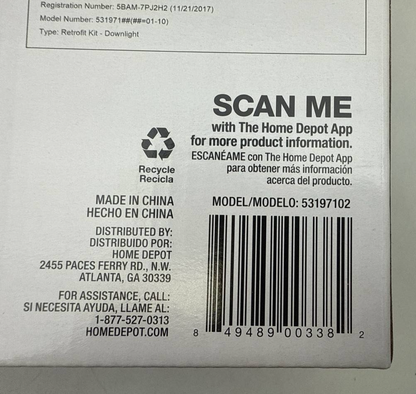 Registration Number: 5BAM-7PJ2H2 (11/21/2017)
Model Number: 531971##(##=01-10)
Type: Retrofit Kit - Downlight
SCAN ME
with The Home Depot App
for more product information.
ESCANÉAME con The Home Depot App
para obtener más información
acerca del producto.
Recycle
Recicla
MADE IN CHINA
HECHO EN CHINA
DISTRIBUTED BY:
DISTRIBUIDO POR:
HOME DEPOT
2455 PACES FERRY RD., N.W.
ATLANTA, GA 30339
FOR ASSISTANCE, CALL:
SI NECESITA AYUDA, LLAME AL:
1-877-527-0313
HOMEDEPOT.COM
MODEL/MODELO: 53197102
8 49489 00338 2